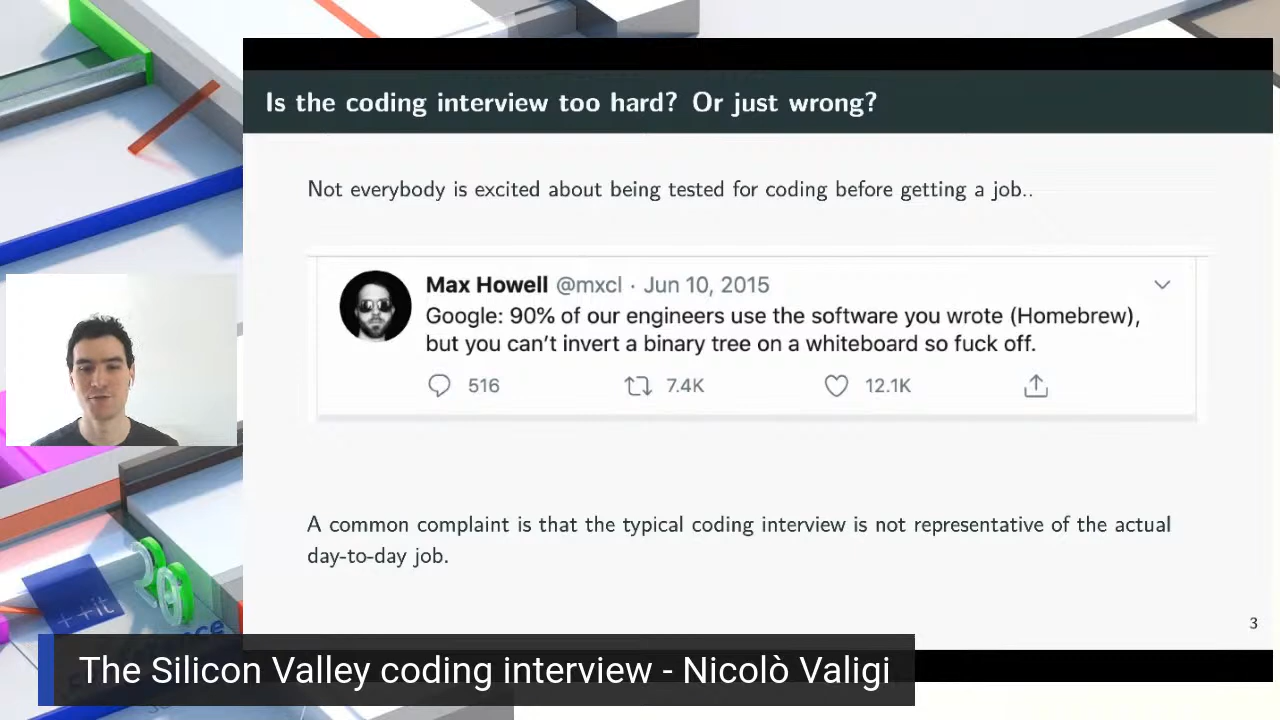 Is the coding interview too hard? Or just wrong?
Not everybody is excited about being tested for coding before getting a job..
Max Howell @mxcl · Jun 10, 2015
Google: 90% of our engineers use the software you wrote (Homebrew),
but you can't invert a binary tree on a whiteboard so fuck off.
516 7.4K 12.1K
A common complaint is that the typical coding interview is not representative of the actual
day-to-day job.
3
++it
20
The Silicon Valley coding interview - Nicolò Valigi